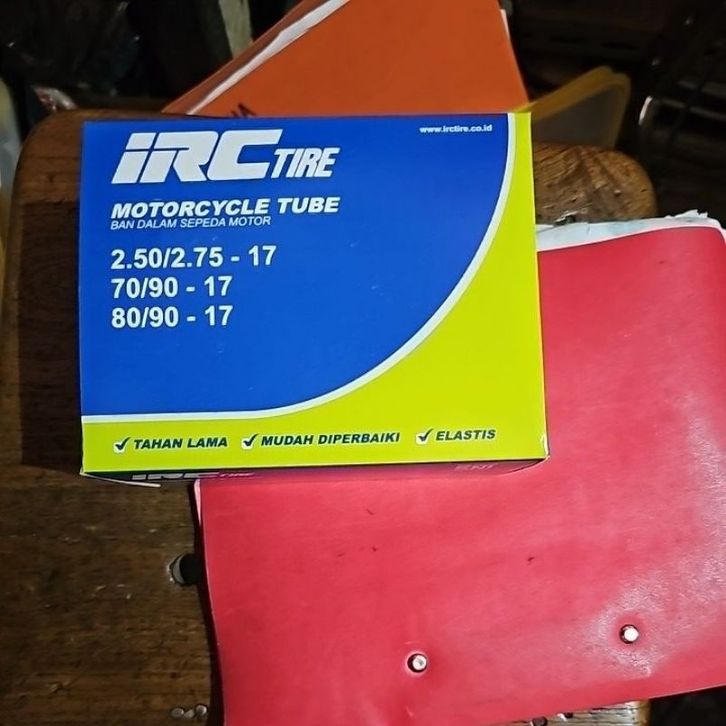 iRC TIRE
www.irctire.co.id
MOTORCYCLE TUBE
BAN DALAM SEPEDA MOTOR
2.50/2.75 - 17
70/90 - 17
80/90 - 17
✓ TAHAN LAMA ✓ MUDAH DIPERBAIKI ✓ ELASTIS
iRC TIRE